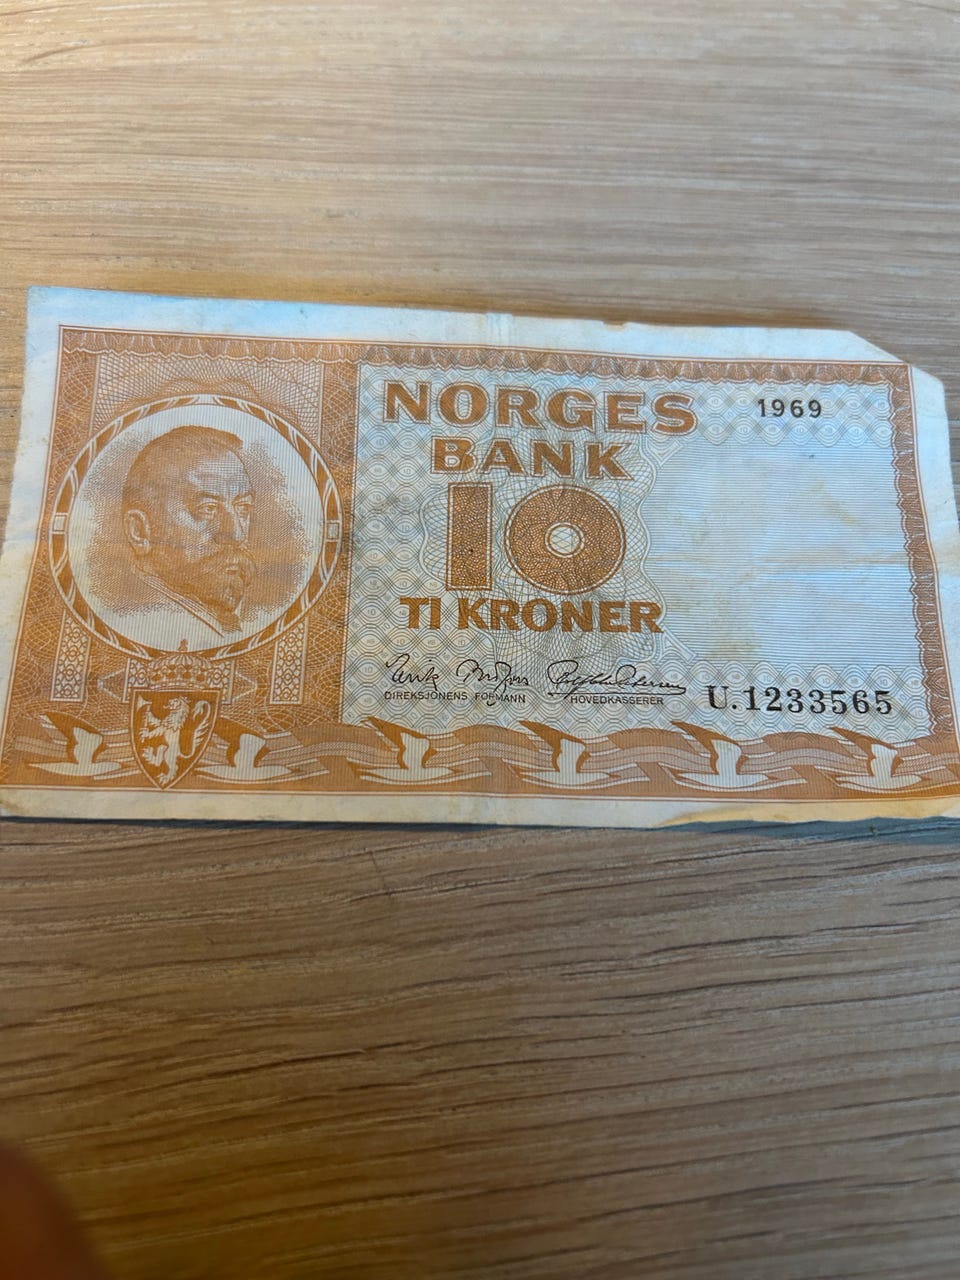 NORGES
1969
BANK
10
TI KRONER
DIREKSJONENS FORMANN
HOVEDKASSERER
U.1233565